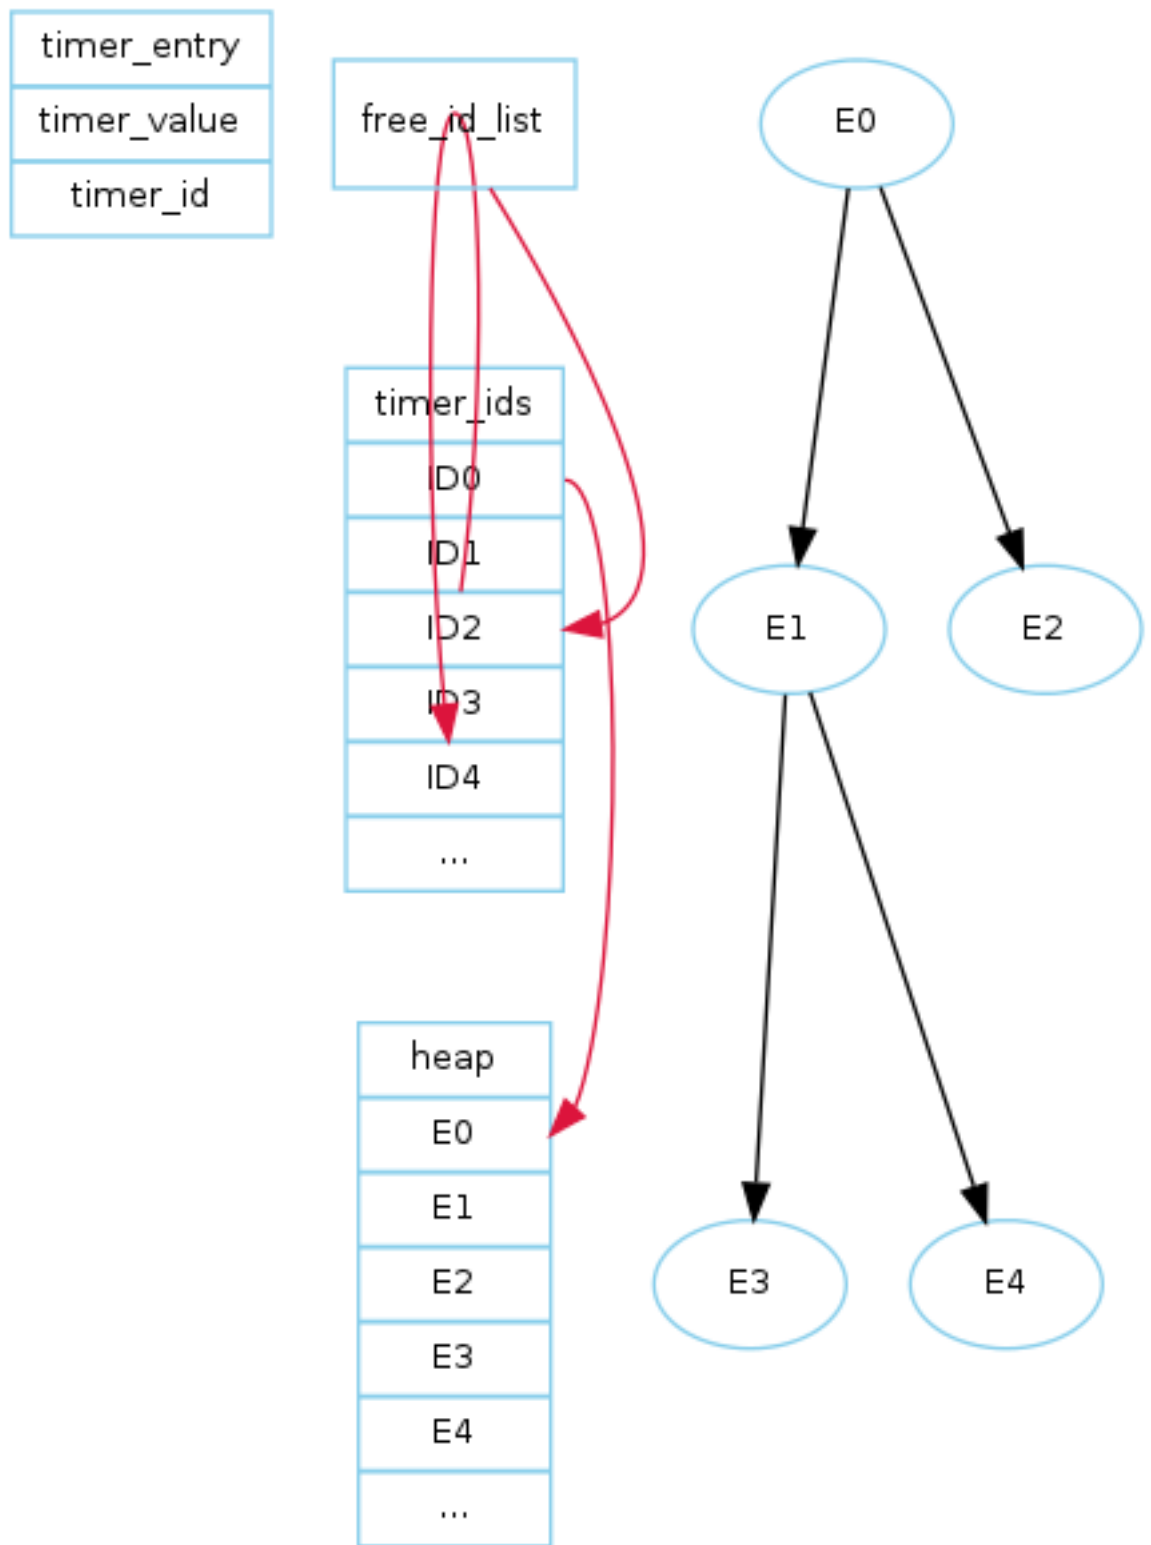 timer_entry
timer_value
timer_id
free_id_list
timer_ids
ID0
ID1
ID2
ID3
ID4
...
heap
E0
E1
E2
E3
E4
...
E0
E1
E2
E3
E4